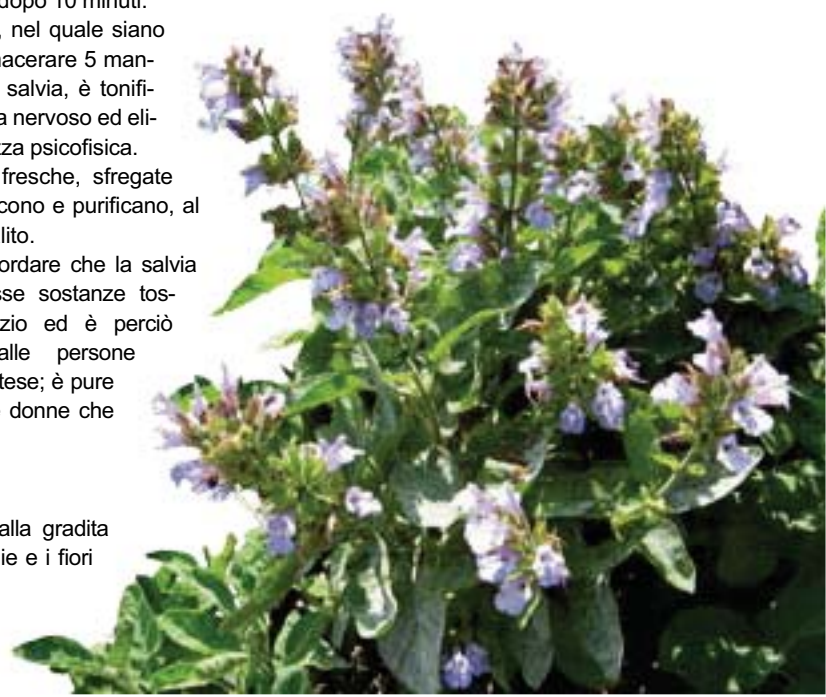 dopo 10 minuti.
, nel quale siano
macerare 5 man-
salvia, è tonifi-
a nervoso ed eli-
zza psicofisica.
fresche, sfregate
cono e purificano, al
lito.
ordare che la salvia
sse sostanze tos-
zio ed è perciò
alle persone
tese; è pure
donne che
alla gradita
ie e i fiori